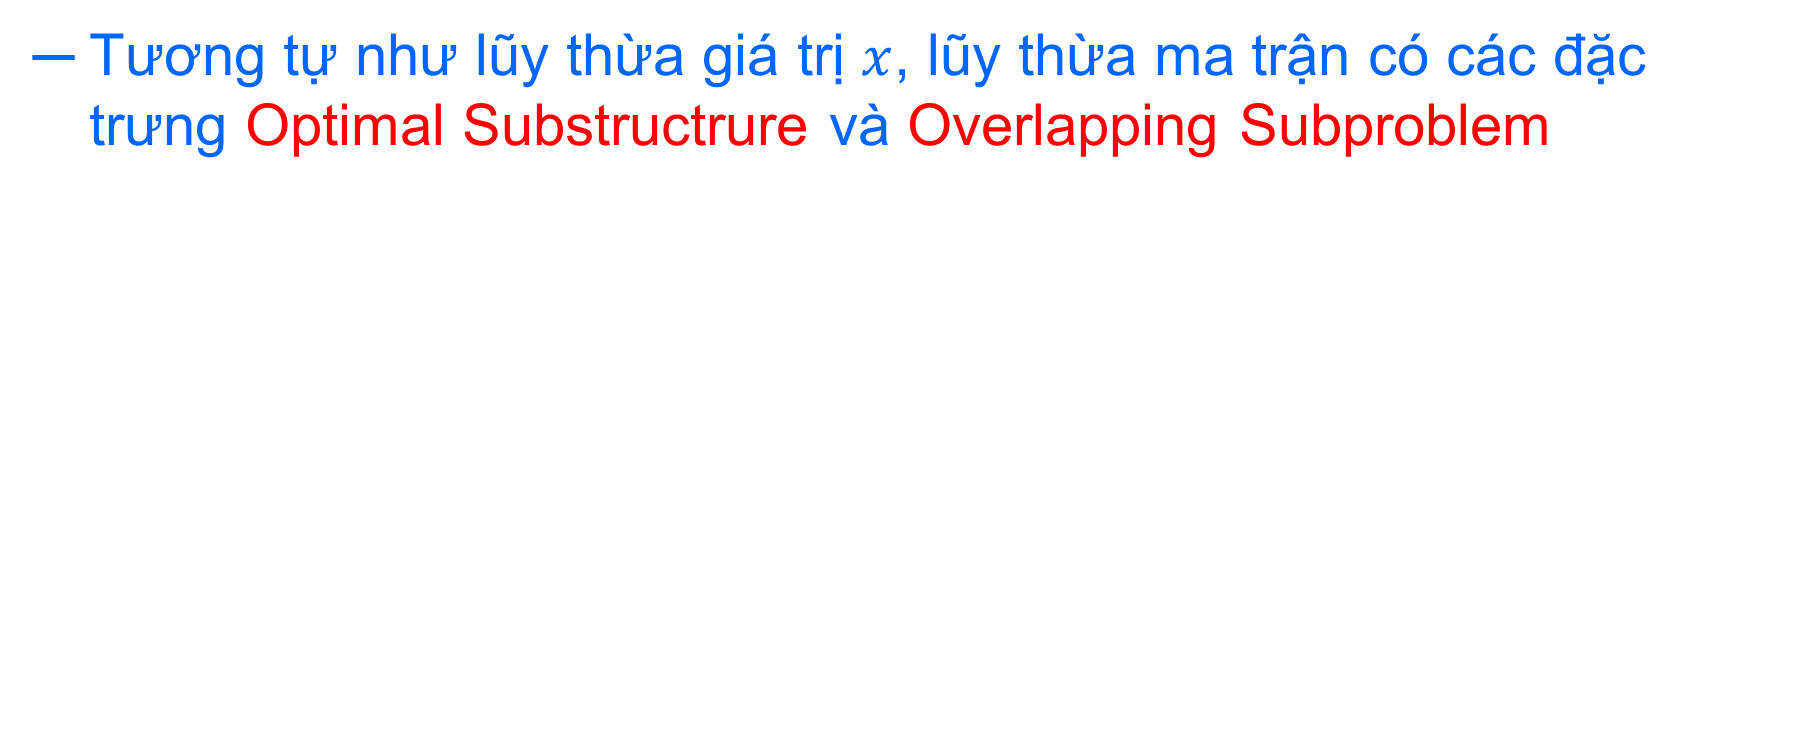 — Tương tự như lũy thừa giá trị x, lũy thừa ma trận có các đặc
trưng Optimal Substructrure và Overlapping Subproblem